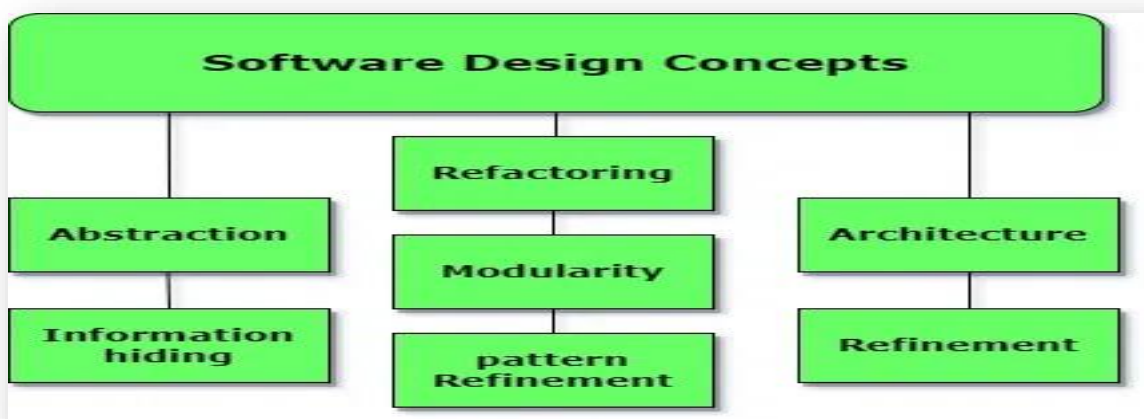 Software Design Concepts
Refactoring
Abstraction
Architecture
Modularity
Information
hiding
Refinement
pattern
Refinement